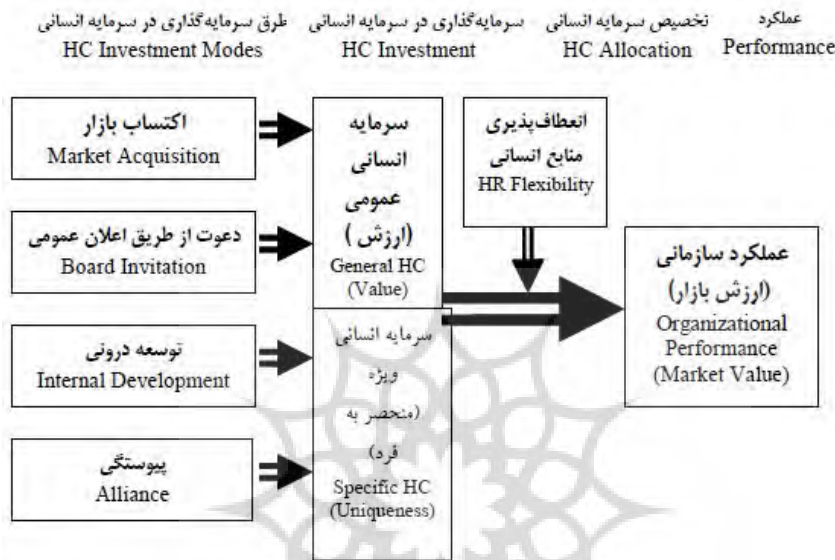 طرق سرمایه‌گذاری در سرمایه انسانی
HC Investment Modes
سرمایه‌گذاری در سرمایه انسانی
HC Investment
تخصیص سرمایه انسانی
HC Allocation
عملکرد
Performance
اکتساب بازار
Market Acquisition
دعوت از طریق اعلان عمومی
Board Invitation
توسعه درونی
Internal Development
پیوستگی
Alliance
سرمایه
انسانی
عمومی
(ارزش )
General HC
(Value)
سرمایه انسانی
ویژه
(منحصر به
فرد)
Specific HC
(Uniqueness)
انعطاف‌پذیری
منابع انسانی
HR Flexibility
عملکرد سازمانی
(ارزش بازار)
Organizational
Performance
(Market Value)